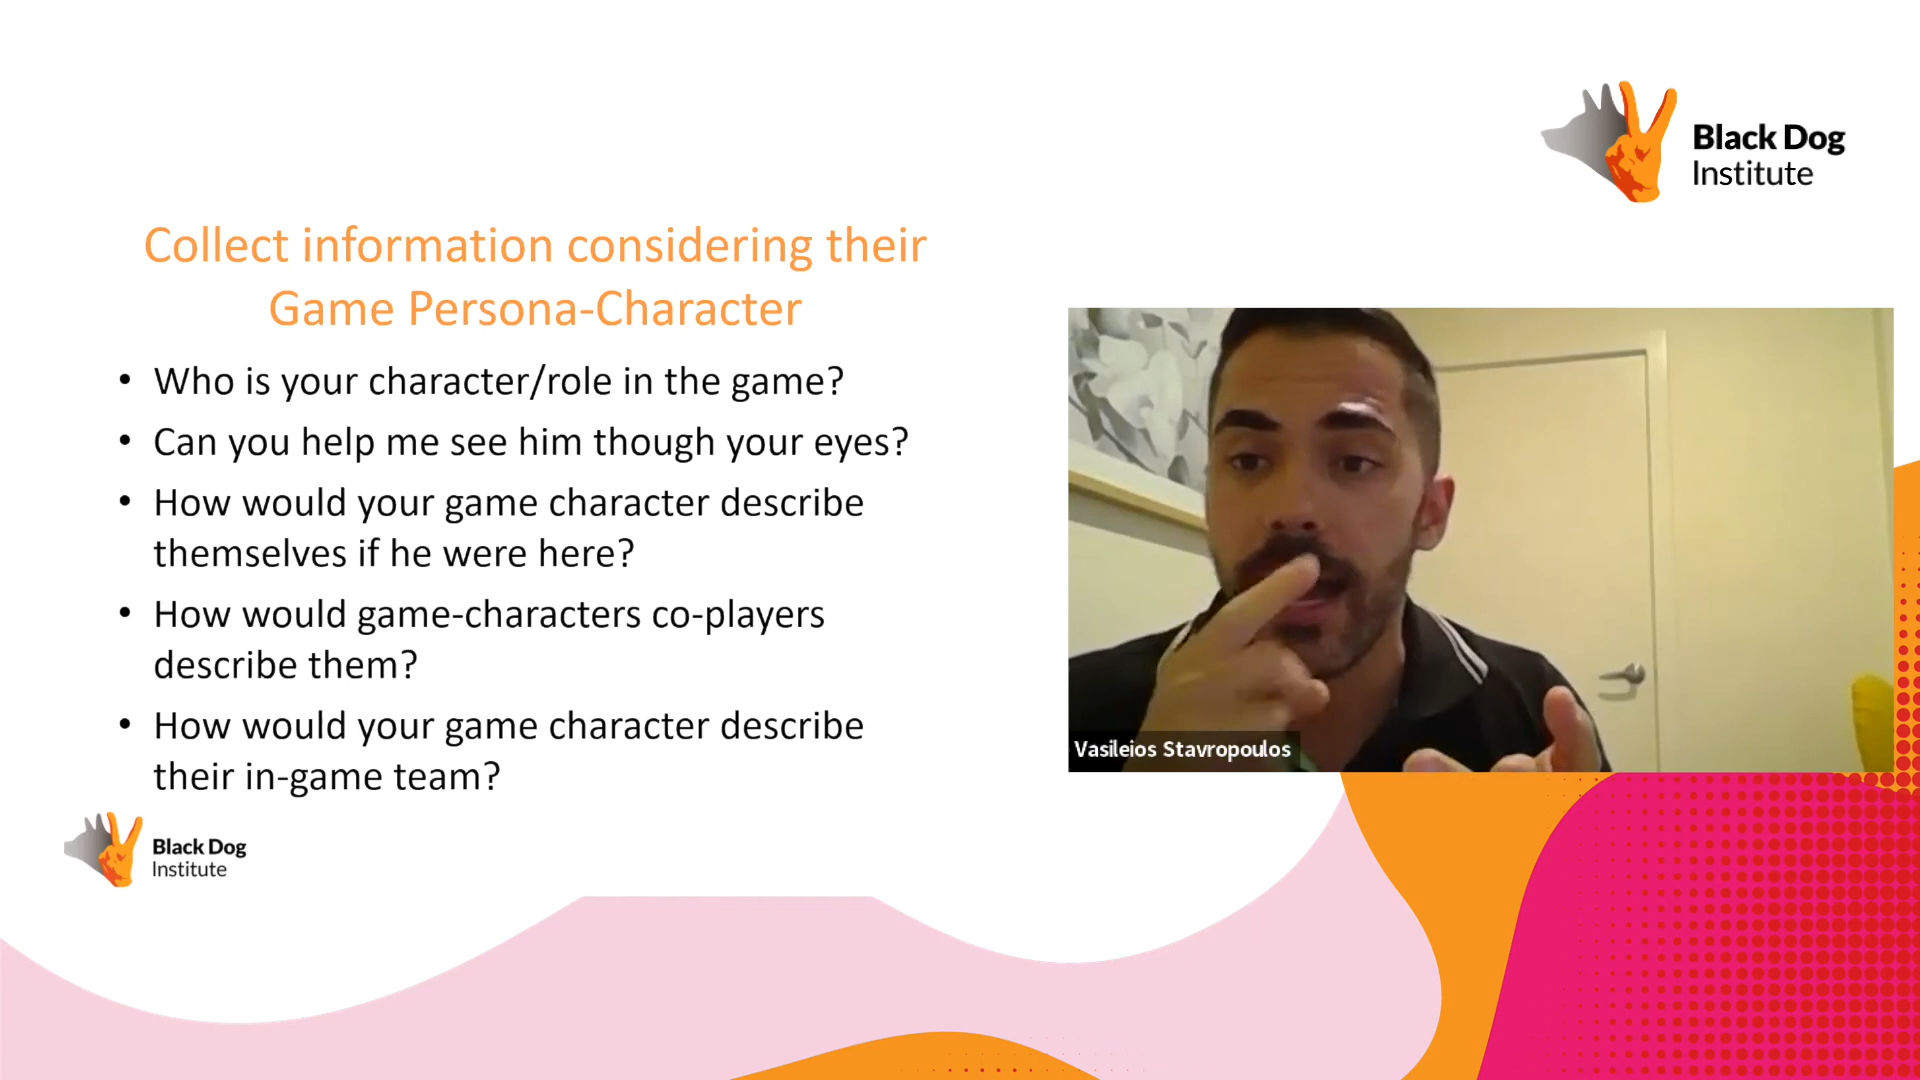 Black Dog
Institute
Collect information considering their
Game Persona-Character
• Who is your character/role in the game?
• Can you help me see him though your eyes?
• How would your game character describe
themselves if he were here?
• How would game-characters co-players
describe them?
• How would your game character describe
their in-game team?
Vasileios Stavropoulos
Black Dog
Institute